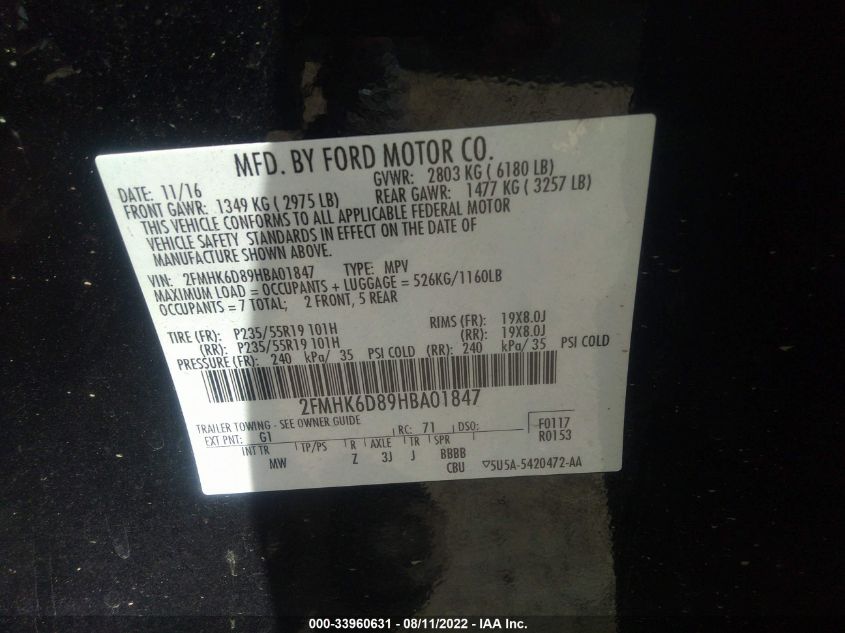 MFD. BY FORD MOTOR CO.
DATE: 11/16 GVWR: 2803 KG ( 6180 LB)
FRONT GAWR: 1349 KG ( 2975 LB) REAR GAWR: 1477 KG ( 3257 LB)
THIS VEHICLE CONFORMS TO ALL APPLICABLE FEDERAL MOTOR
VEHICLE SAFETY STANDARDS IN EFFECT ON THE DATE OF
MANUFACTURE SHOWN ABOVE.
VIN: 2FMHK6D89HBA01847 TYPE: MPV
MAXIMUM LOAD = OCCUPANTS + LUGGAGE = 526KG/1160LB
OCCUPANTS = 7 TOTAL; 2 FRONT, 5 REAR
TIRE (FR): P235/55R19 101H RIMS (FR): 19X8.0J
(RR): P235/55R19 101H (RR): 19X8.0J
PRESSURE (FR): 240 kPa/ 35 PSI COLD (RR): 240 kPa/ 35 PSI COLD
2FMHK6D89HBA01847
TRAILER TOWING - SEE OWNER GUIDE
EXT PNT: G1 RC: 71 DSO: F0117
R0153
INT TR TP/PS R AXLE TR SPR
MW Z 3J J BBBB
CBU ▽5U5A-5420472-AA
000-33960631 - 08/11/2022 - IAA Inc.